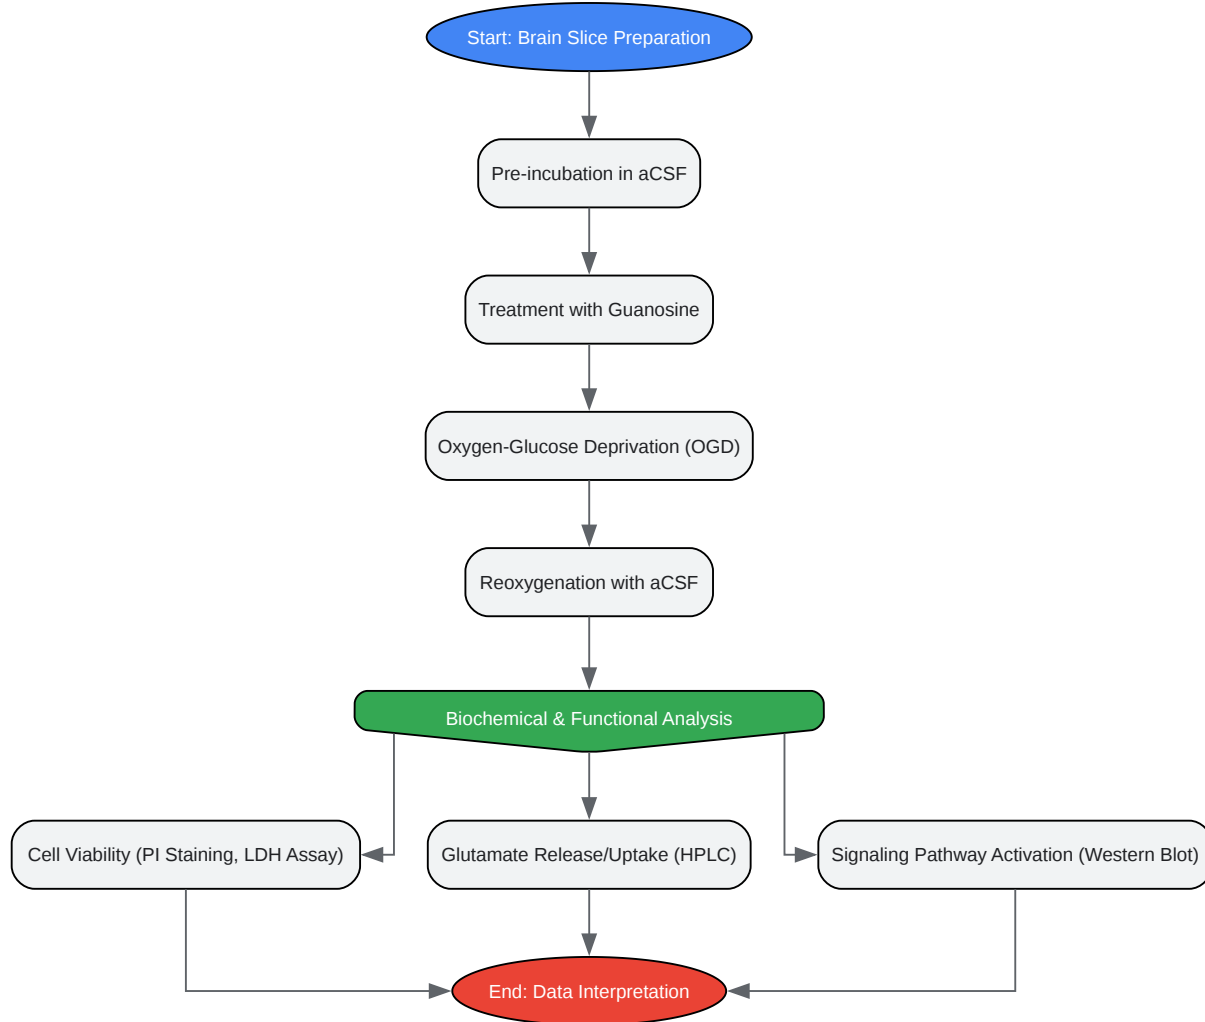 Start: Brain Slice Preparation
Pre-incubation in aCSF
Treatment with Guanosine
Oxygen-Glucose Deprivation (OGD)
Reoxygenation with aCSF
Biochemical & Functional Analysis
Cell Viability (PI Staining, LDH Assay)
Glutamate Release/Uptake (HPLC)
Signaling Pathway Activation (Western Blot)
End: Data Interpretation